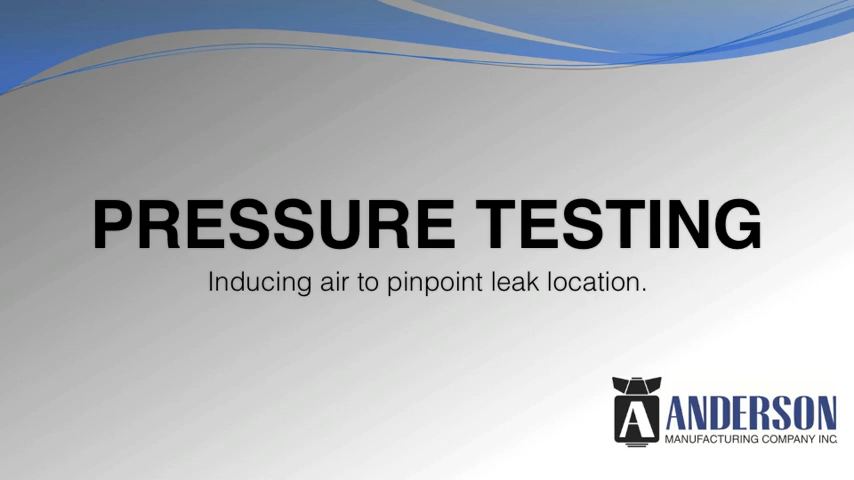 PRESSURE TESTING
Inducing air to pinpoint leak location.
A ANDERSON
MANUFACTURING COMPANY INC.